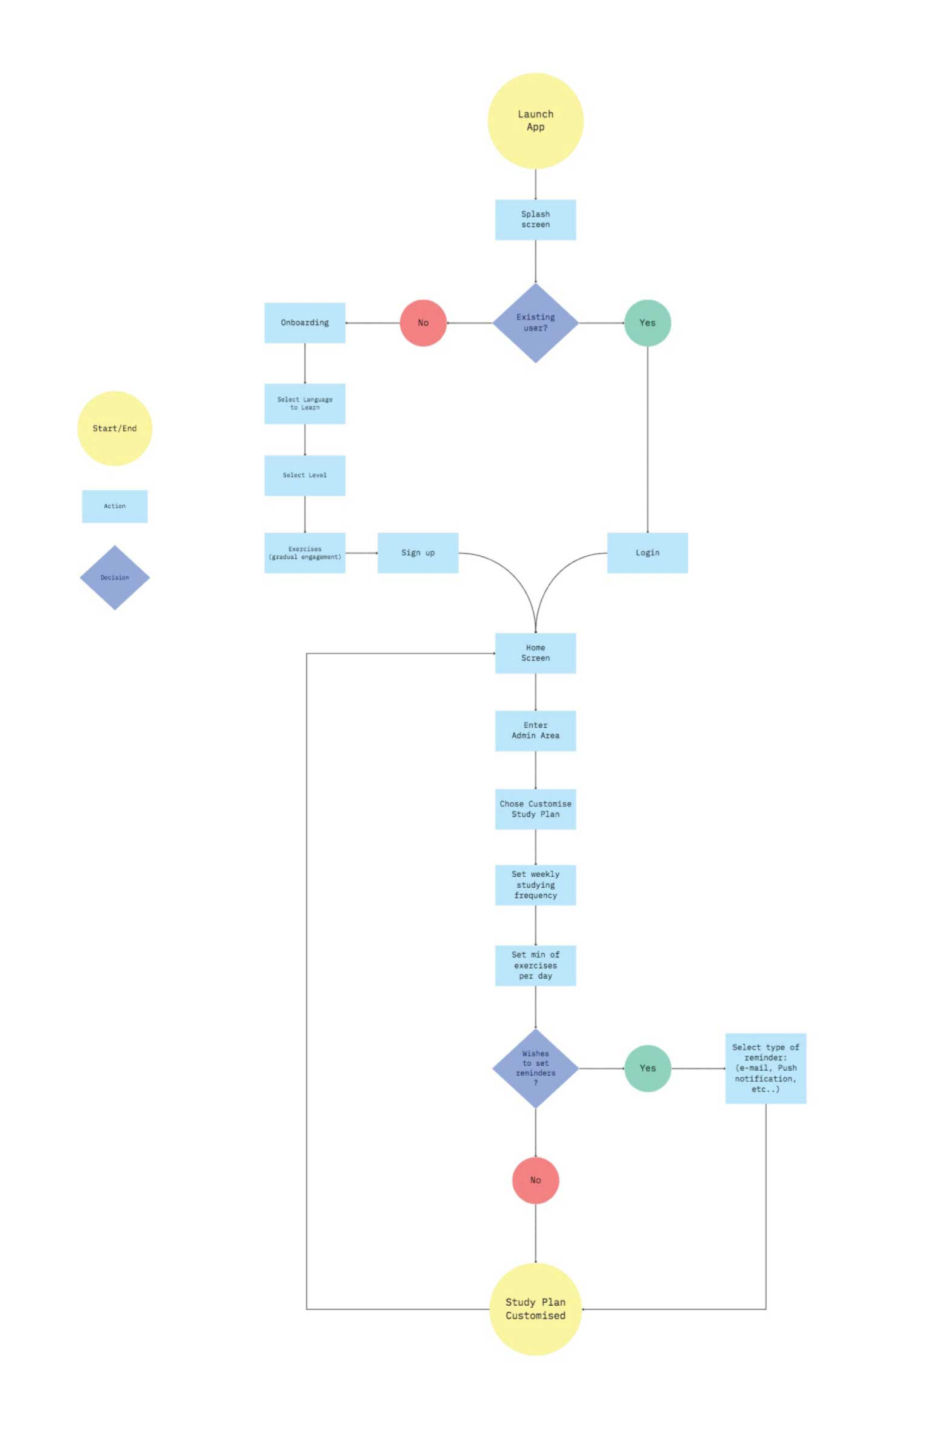 Launch
App
Splash
screen
Onboarding
No
Existing
user?
Yes
Select Language
to Learn
Start/End
Select Level
Action
Exercises
(gradual engagement)
Sign up
Login
Decision
Home
Screen
Enter
Admin Area
Chose Customise
Study Plan
Set weekly
studying
frequency
Set min of
exercises
per day
Wishes
to set
reminders
?
Yes
Select type of
reminder:
(e-mail, Push
notification,
etc..)
No
Study Plan
Customised